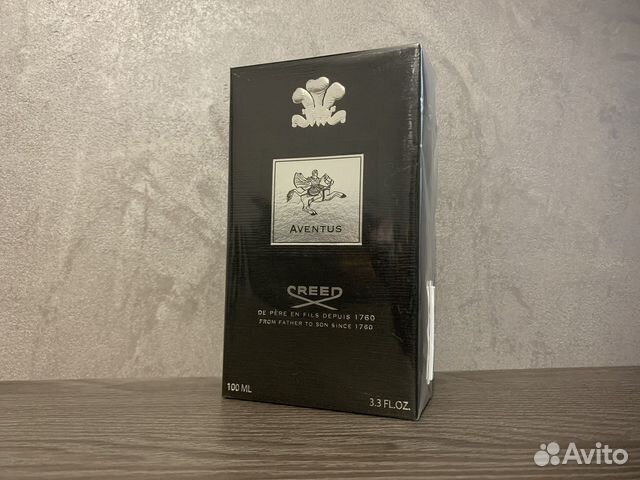 AVENTUS
CREED
DE PÈRE EN FILS DEPUIS 1760
FROM FATHER TO SON SINCE 1760
100 ML
3.3 FL.OZ.
Avito